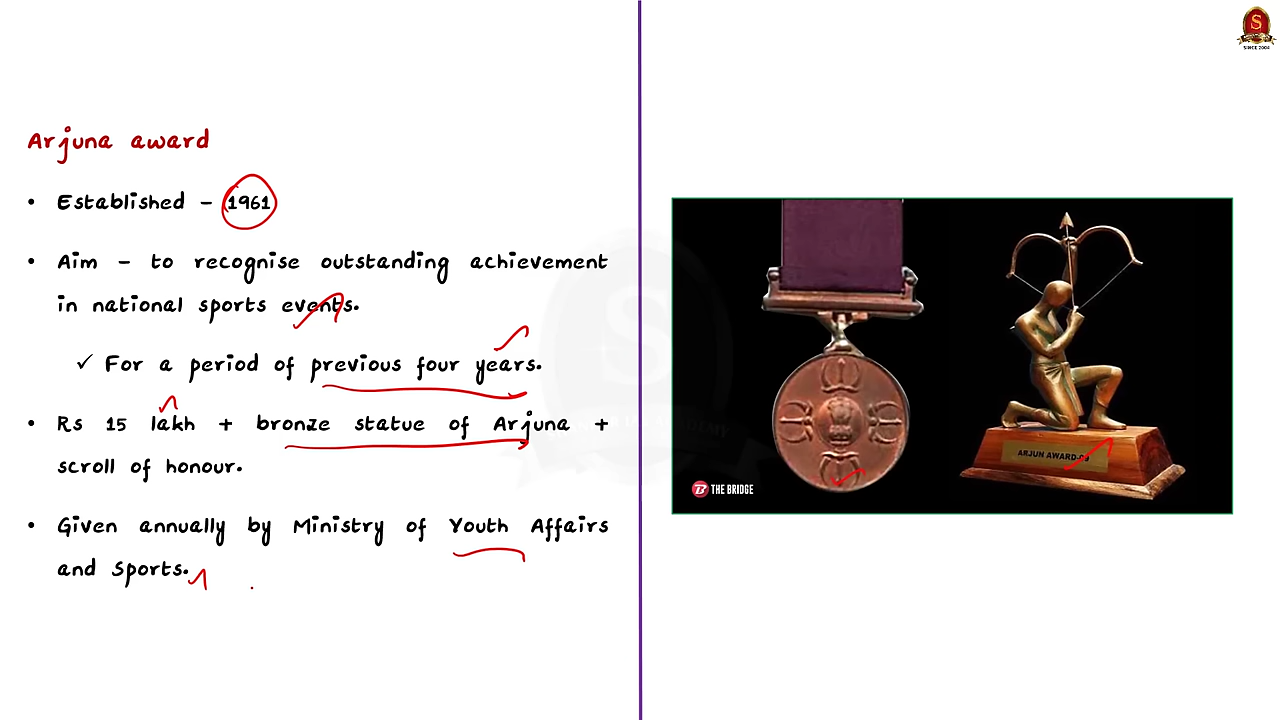 S
SINCE 2004
Arjuna award
• Established – 1961
• Aim – to recognise outstanding achievement
in national sports events.
✓ For a period of previous four years.
• Rs 15 lakh + bronze statue of Arjuna +
scroll of honour.
• Given annually by Ministry of Youth Affairs
and Sports.
ARJUN AWARD-
B THE BRIDGE